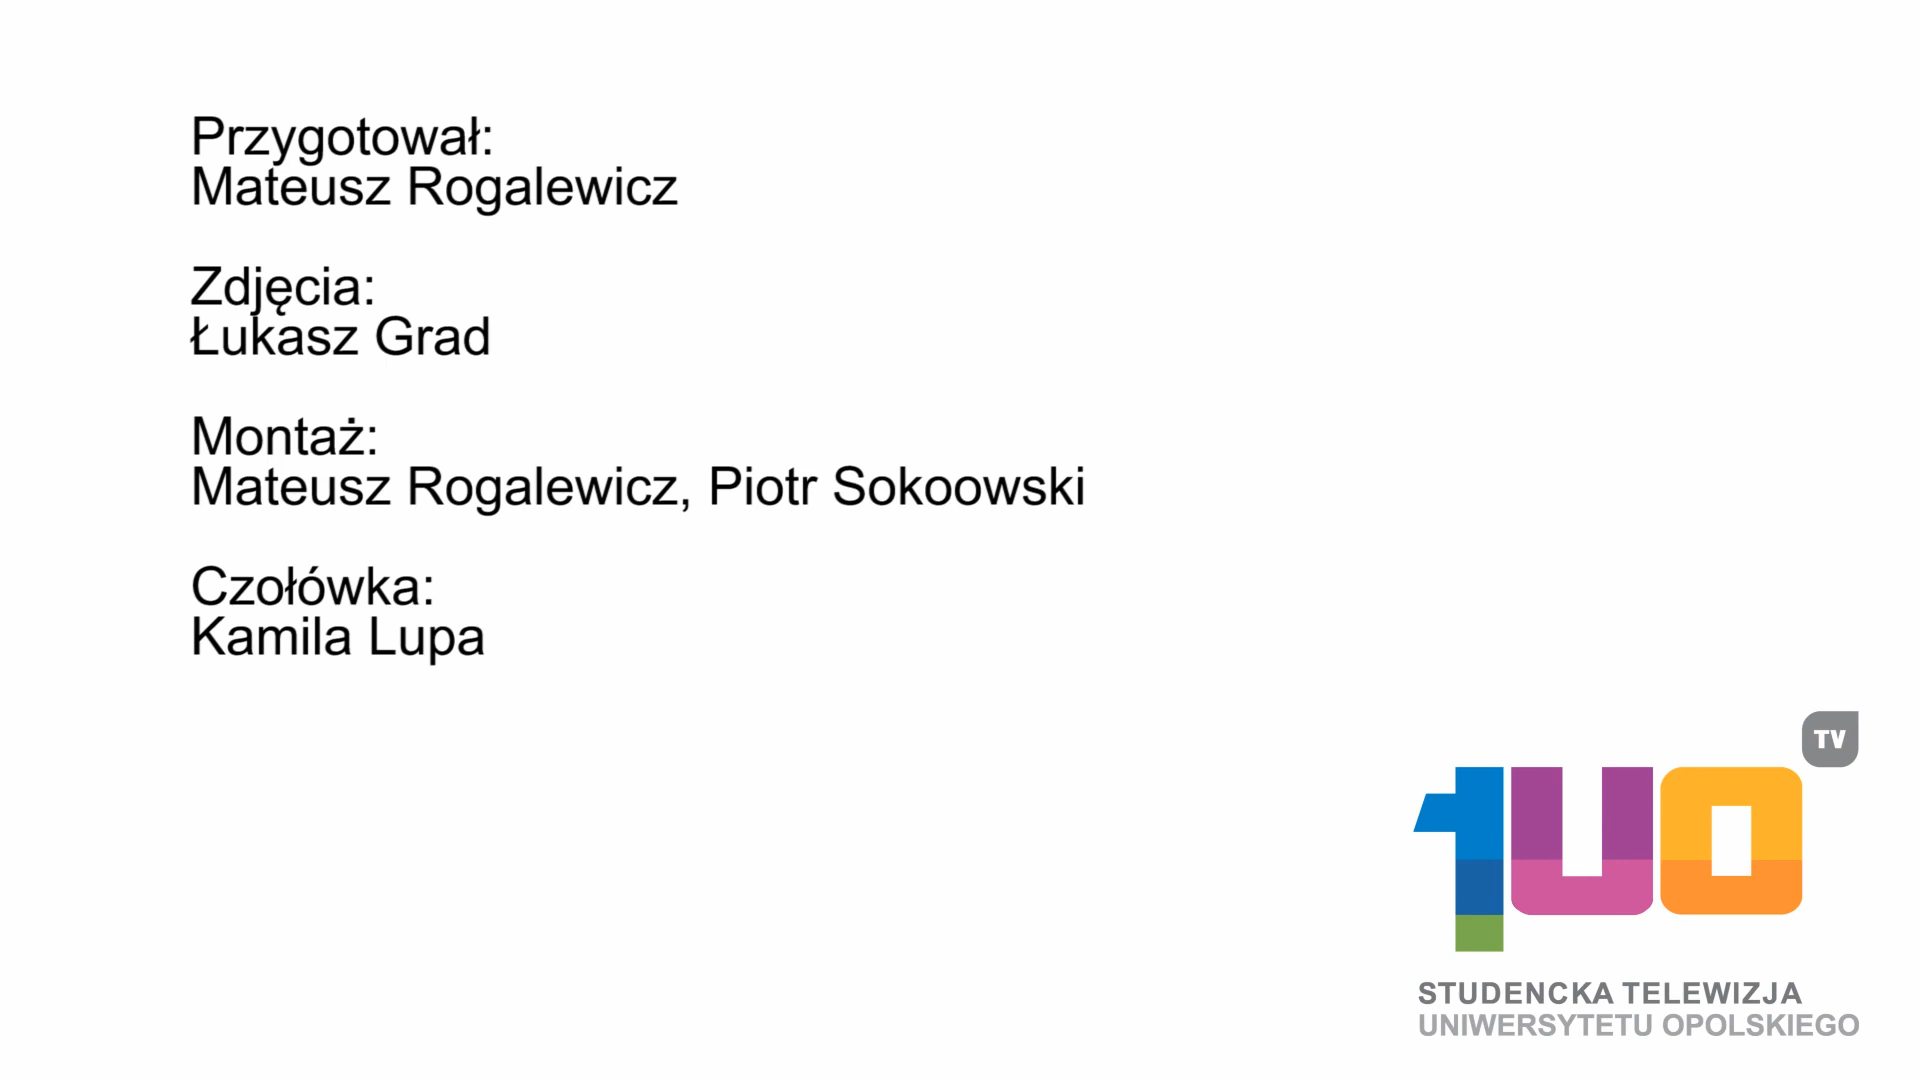 Przygotował:
Mateusz Rogalewicz
Zdjęcia:
Łukasz Grad
Montaż:
Mateusz Rogalewicz, Piotr Sokoowski
Czołówka:
Kamila Lupa
TV
1UO
STUDENCKA TELEWIZJA
UNIWERSYTETU OPOLSKIEGO